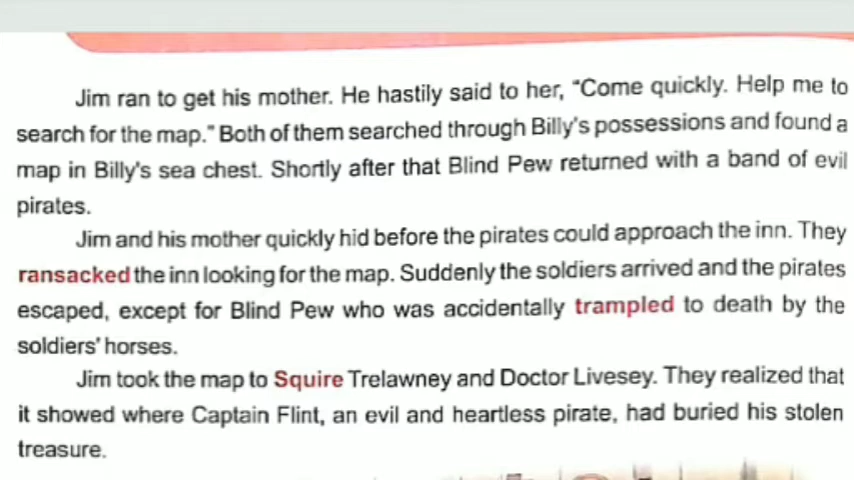 Jim ran to get his mother. He hastily said to her, “Come quickly. Help me to
search for the map.” Both of them searched through Billy's possessions and found a
map in Billy's sea chest. Shortly after that Blind Pew returned with a band of evil
pirates.
Jim and his mother quickly hid before the pirates could approach the inn. They
ransacked the inn looking for the map. Suddenly the soldiers arrived and the pirates
escaped, except for Blind Pew who was accidentally trampled to death by the
soldiers' horses.
Jim took the map to Squire Trelawney and Doctor Livesey. They realized that
it showed where Captain Flint, an evil and heartless pirate, had buried his stolen
treasure.